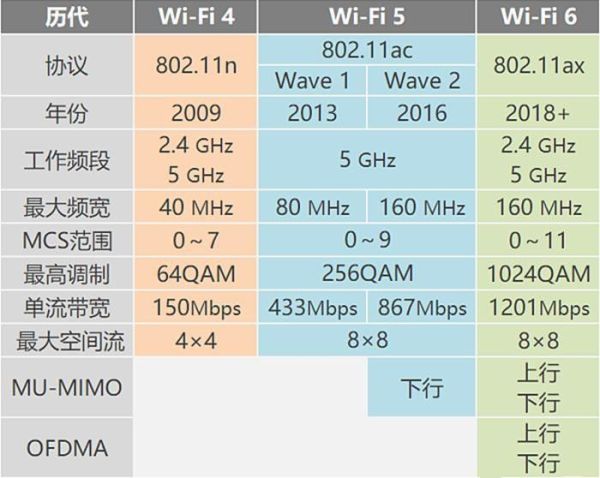 历代 Wi-Fi 4 Wi-Fi 5 Wi-Fi 6
协议 802.11n 802.11ac 802.11ax
Wave 1 Wave 2
年份 2009 2013 2016 2018+
工作频段 2.4 GHz 5 GHz 2.4 GHz
5 GHz 5 GHz
最大频宽 40 MHz 80 MHz 160 MHz 160 MHz
MCS范围 0~7 0~9 0~11
最高调制 64QAM 256QAM 1024QAM
单流带宽 150Mbps 433Mbps 867Mbps 1201Mbps
最大空间流 4×4 8×8 8×8
MU-MIMO 下行 上行
下行
OFDMA 上行
下行